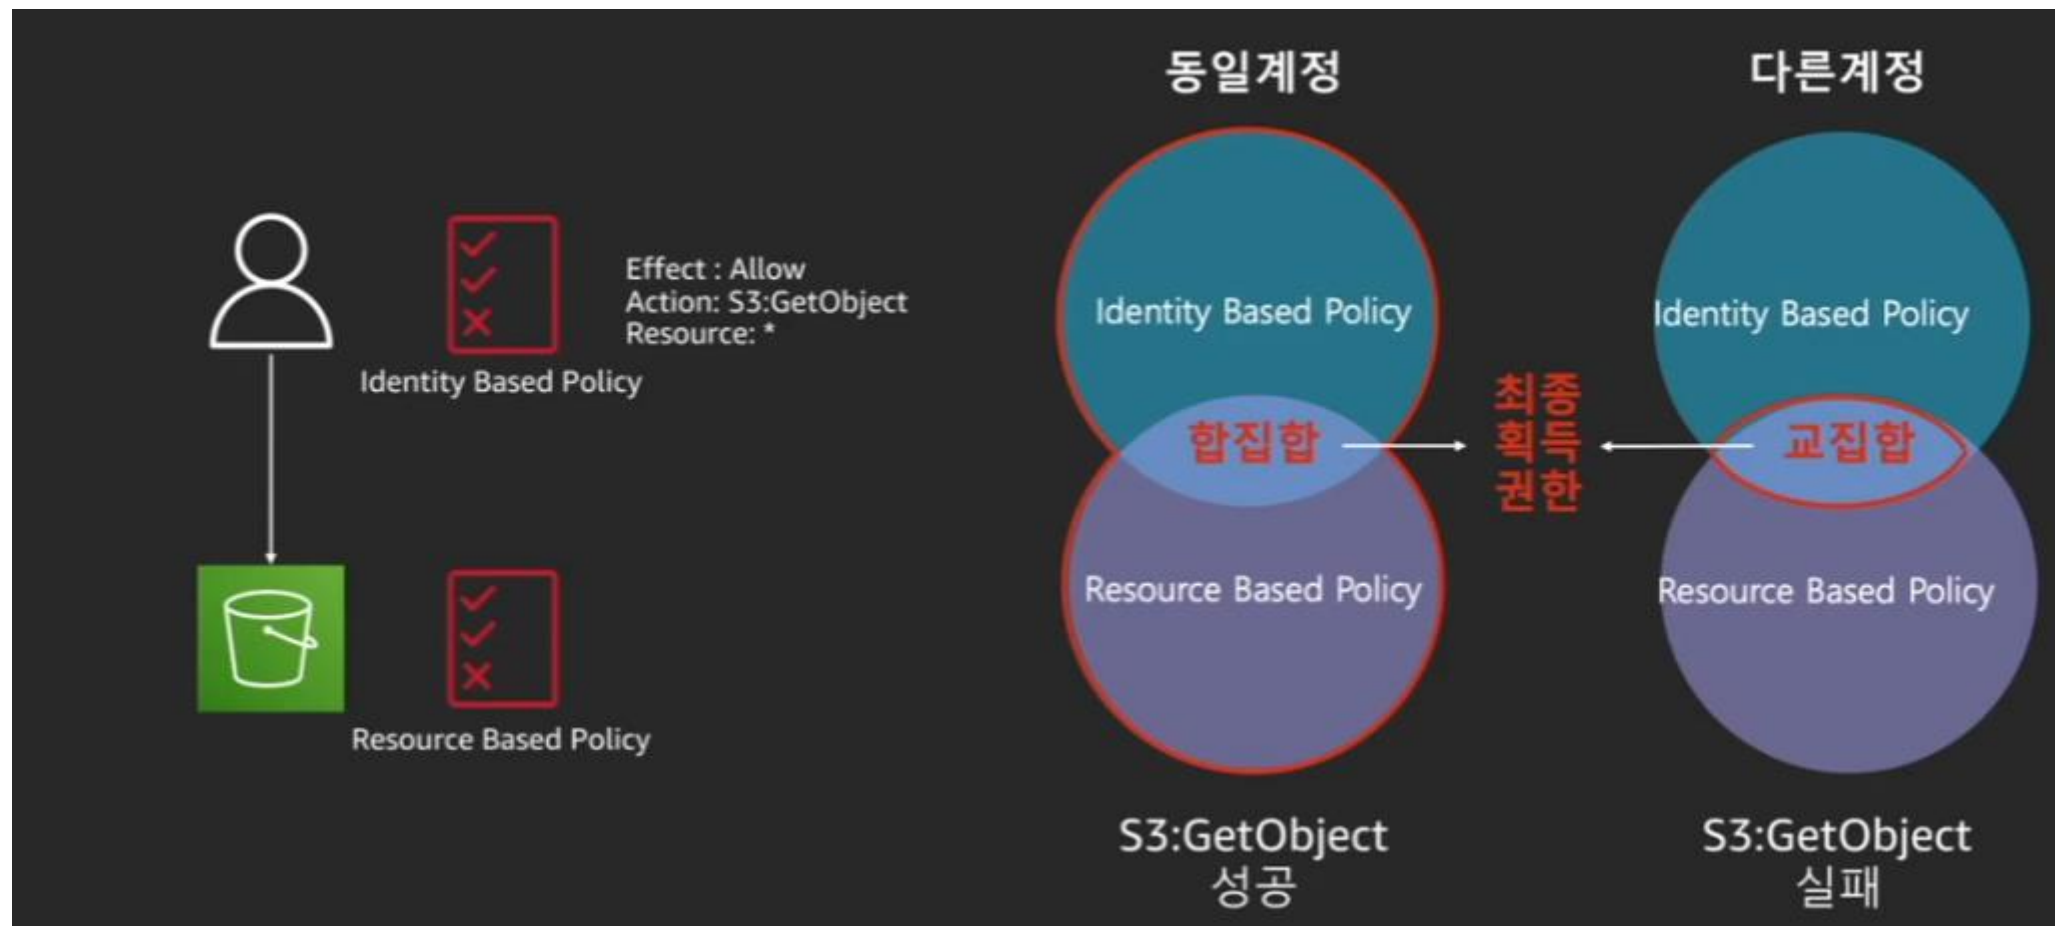 Effect : Allow
Action: S3:GetObject
Resource: *
Identity Based Policy
Resource Based Policy
동일계정
Identity Based Policy
합집합
Resource Based Policy
S3:GetObject
성공
최종
획득
권한
다른계정
Identity Based Policy
교집합
Resource Based Policy
S3:GetObject
실패